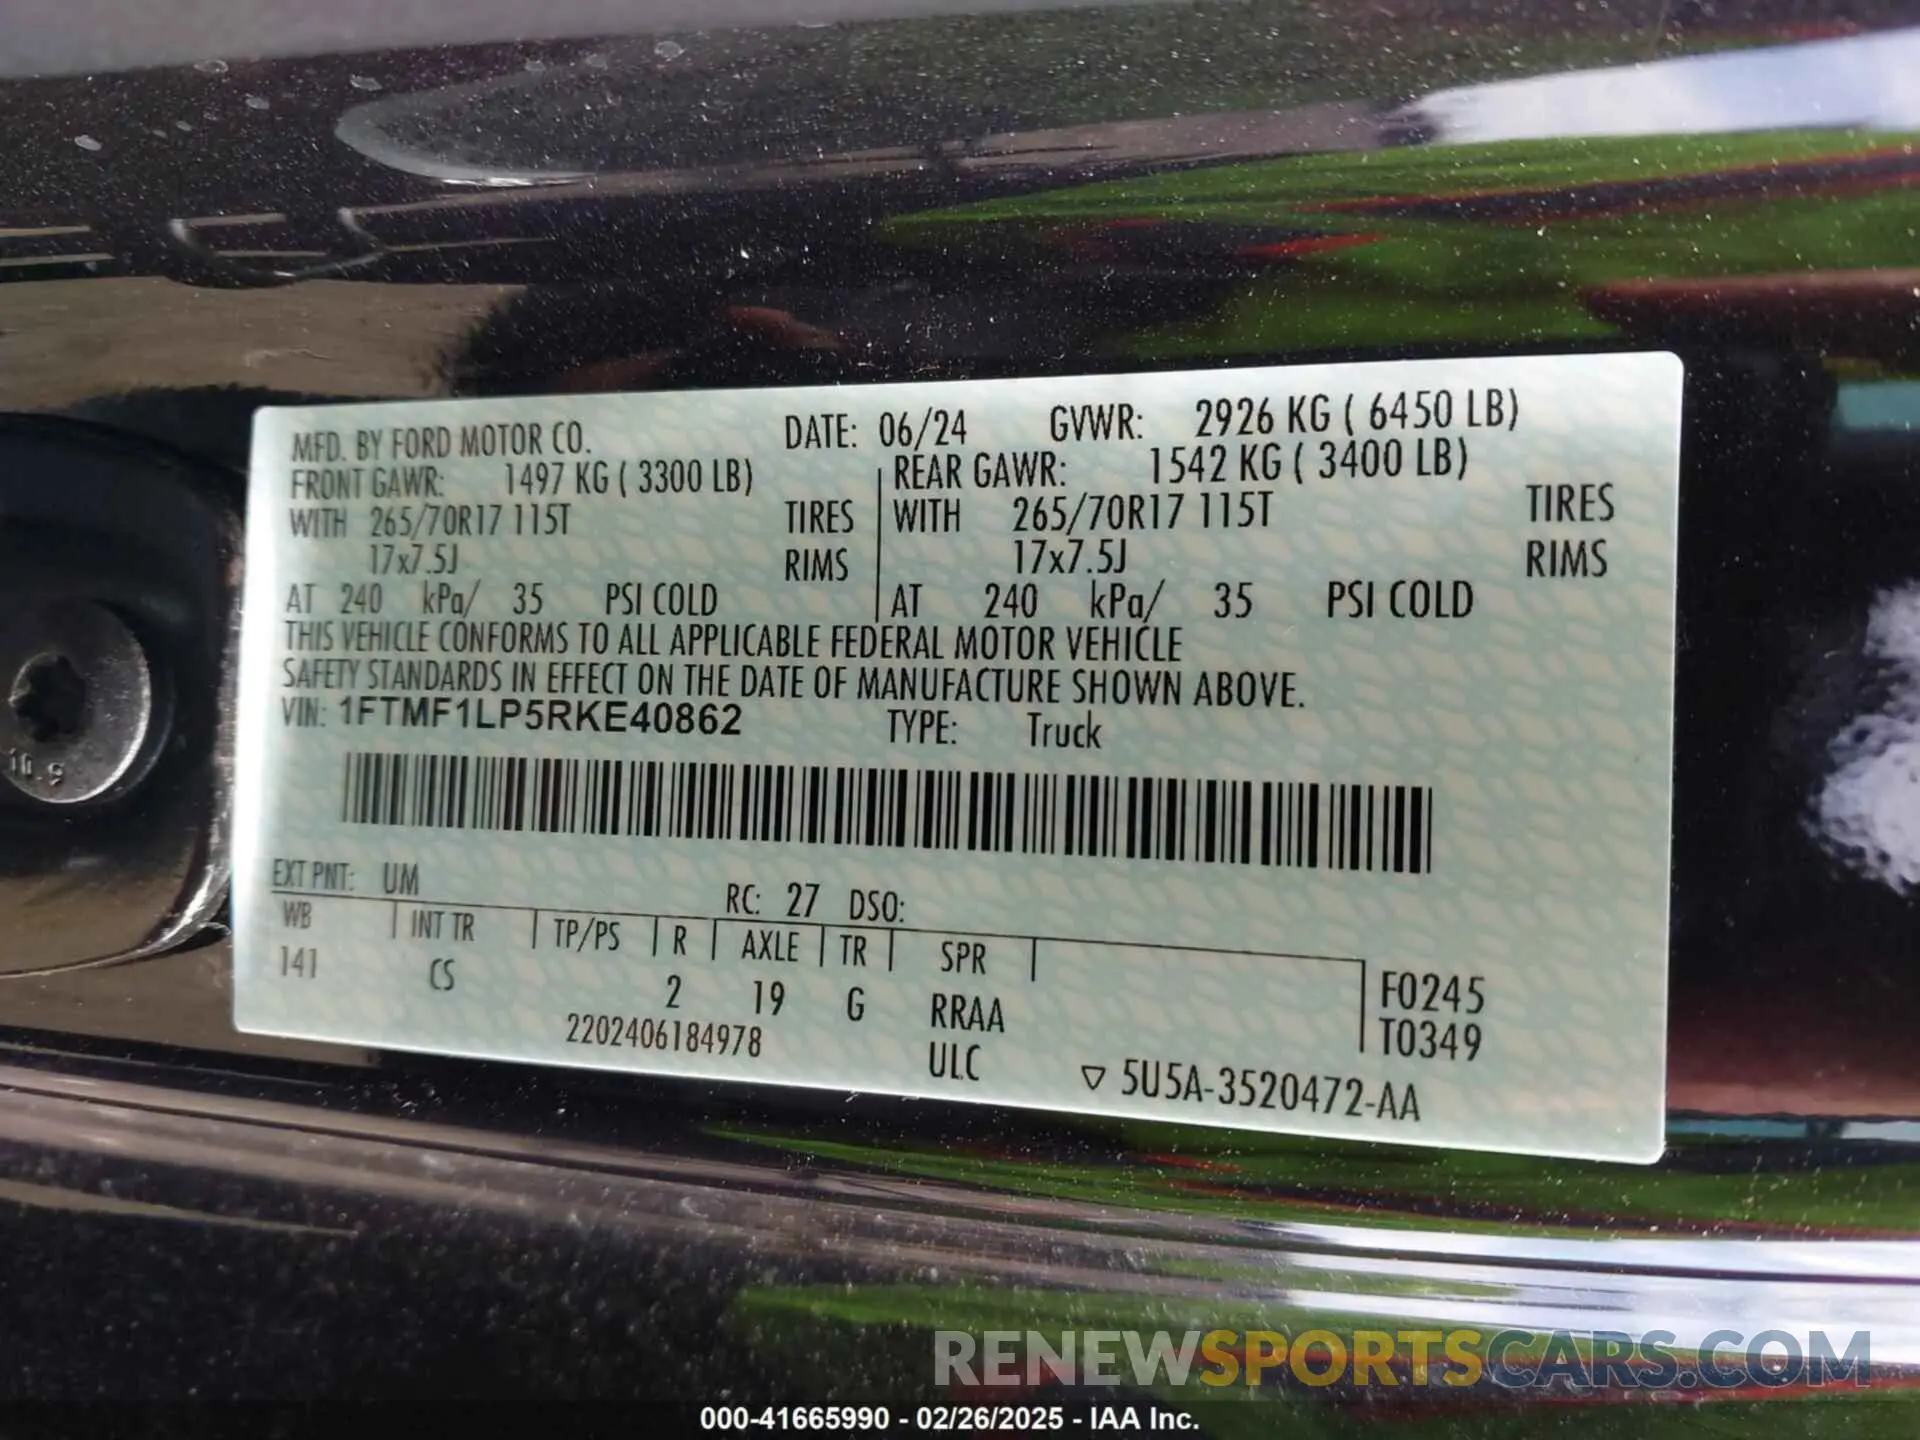 MFD. BY FORD MOTOR CO. DATE: 06/24 GVWR: 2926 KG ( 6450 LB)
FRONT GAWR: 1497 KG ( 3300 LB) REAR GAWR: 1542 KG ( 3400 LB)
WITH 265/70R17 115T TIRES WITH 265/70R17 115T TIRES
17x7.5J RIMS 17x7.5J RIMS
AT 240 kPa/ 35 PSI COLD AT 240 kPa/ 35 PSI COLD
THIS VEHICLE CONFORMS TO ALL APPLICABLE FEDERAL MOTOR VEHICLE
SAFETY STANDARDS IN EFFECT ON THE DATE OF MANUFACTURE SHOWN ABOVE.
VIN: 1FTMF1LP5RKE40862 TYPE: Truck
EXT PNT: UM RC: 27 DSO:
WB INT TR TP/PS R AXLE TR SPR
141 CS 2 19 G RRAA F0245
2202406184978 ULC T0349
▽ 5U5A-3520472-AA
10.9
RENEWSPORTSCARS.COM
000-41665990 - 02/26/2025 - IAA Inc.